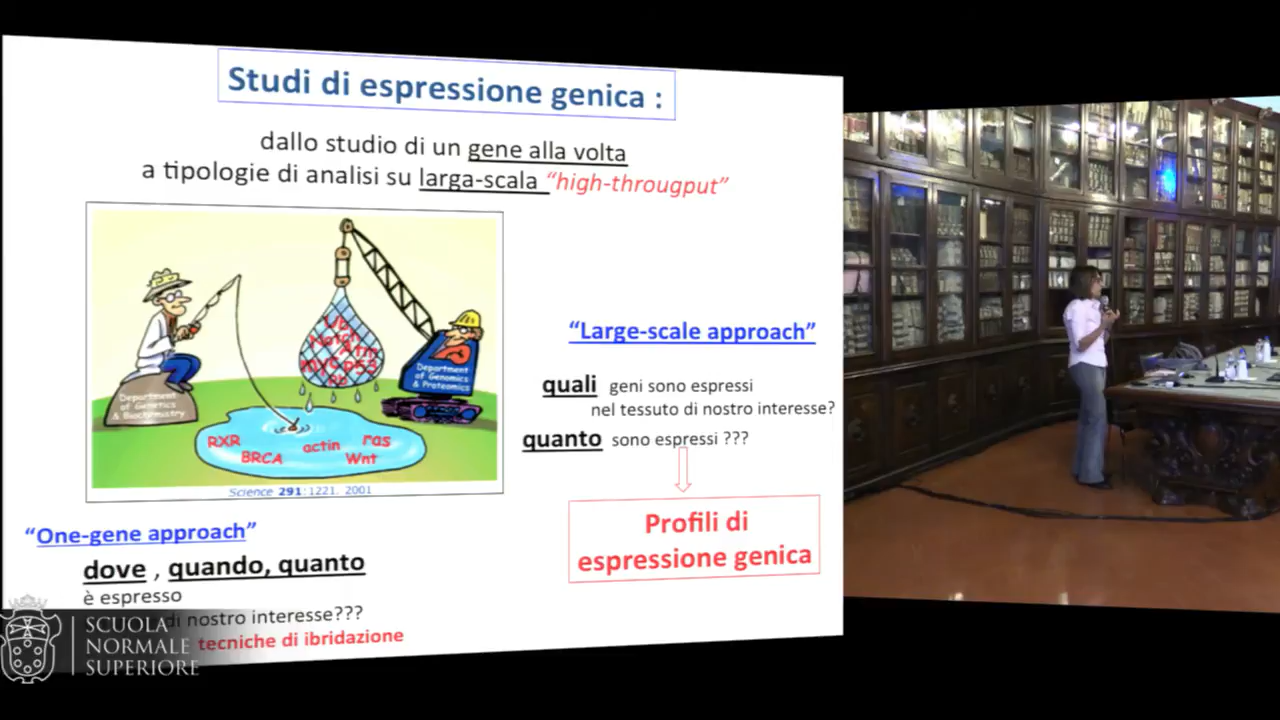 Studi di espressione genica :
dallo studio di un gene alla volta
a tipologie di analisi su larga-scala “high-througput”
Notch
myc p53
Department
of Genomics
& Proteomics
Department
of Genetics
& Biochemistry
RXR
BRCA
actin
ras
Wnt
Science 291:1221. 2001
“Large-scale approach”
quali geni sono espressi
nel tessuto di nostro interesse?
quanto sono espressi ???
Profili di
espressione genica
“One-gene approach”
dove , quando, quanto
è espresso
di nostro interesse???
tecniche di ibridazione
SCUOLA
NORMALE
SUPERIORE